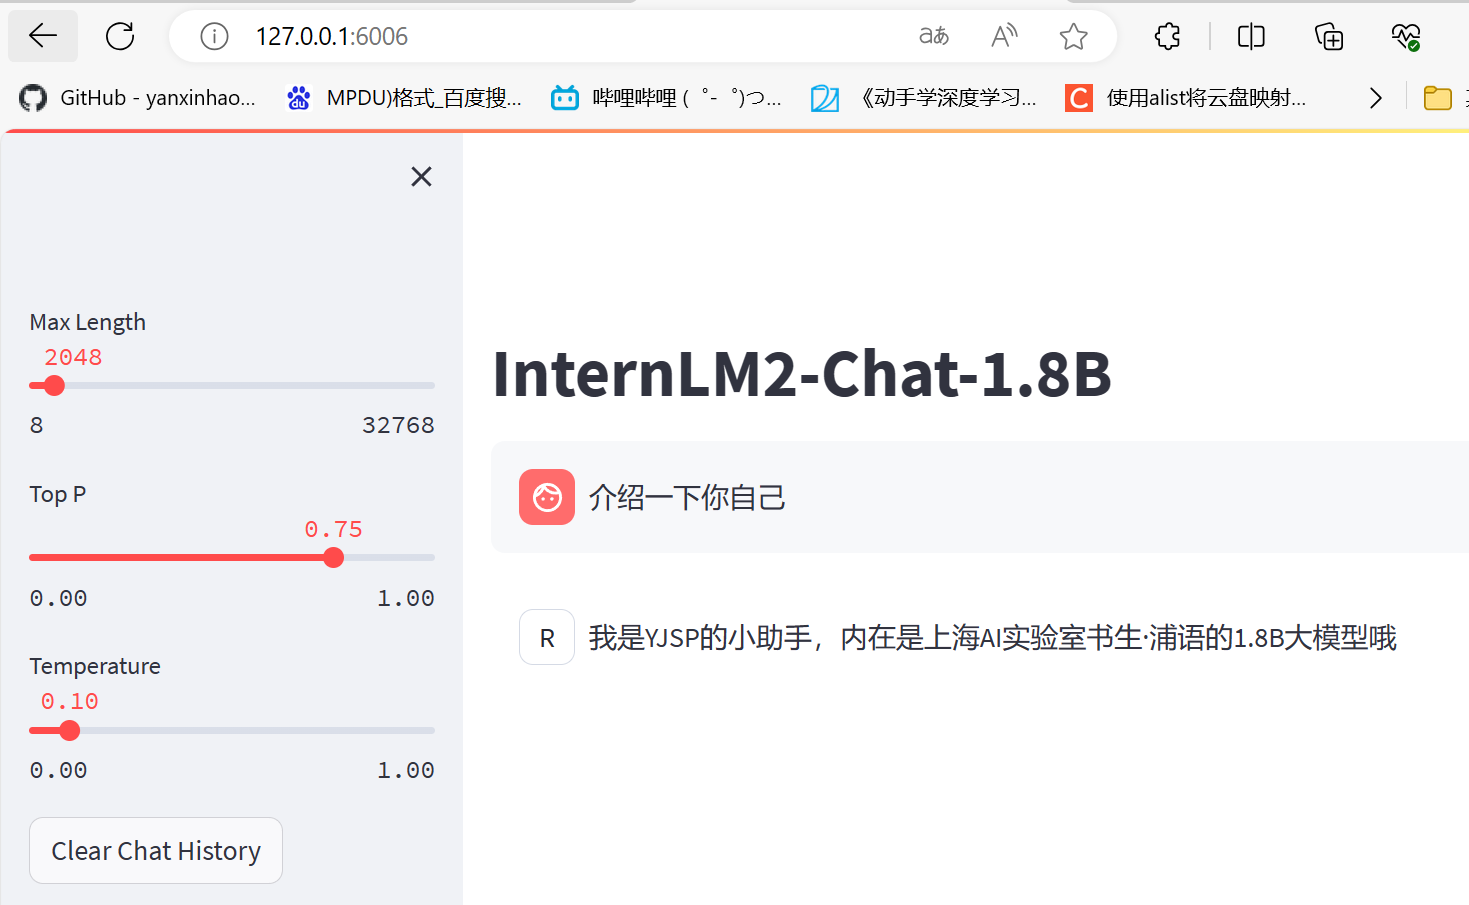 127.0.0.1:6006
aあ
A
GitHub - yanxinhao...
du MPDU)格式_百度搜...
哔哩哔哩 (゜-゜)つ...
《动手学深度学习...
C 使用alist将云盘映射...
Max Length
2048
8 32768
Top P
0.75
0.00 1.00
Temperature
0.10
0.00 1.00
Clear Chat History
InternLM2-Chat-1.8B
介绍一下你自己
R 我是YJSP的小助手，内在是上海AI实验室书生·浦语的1.8B大模型哦